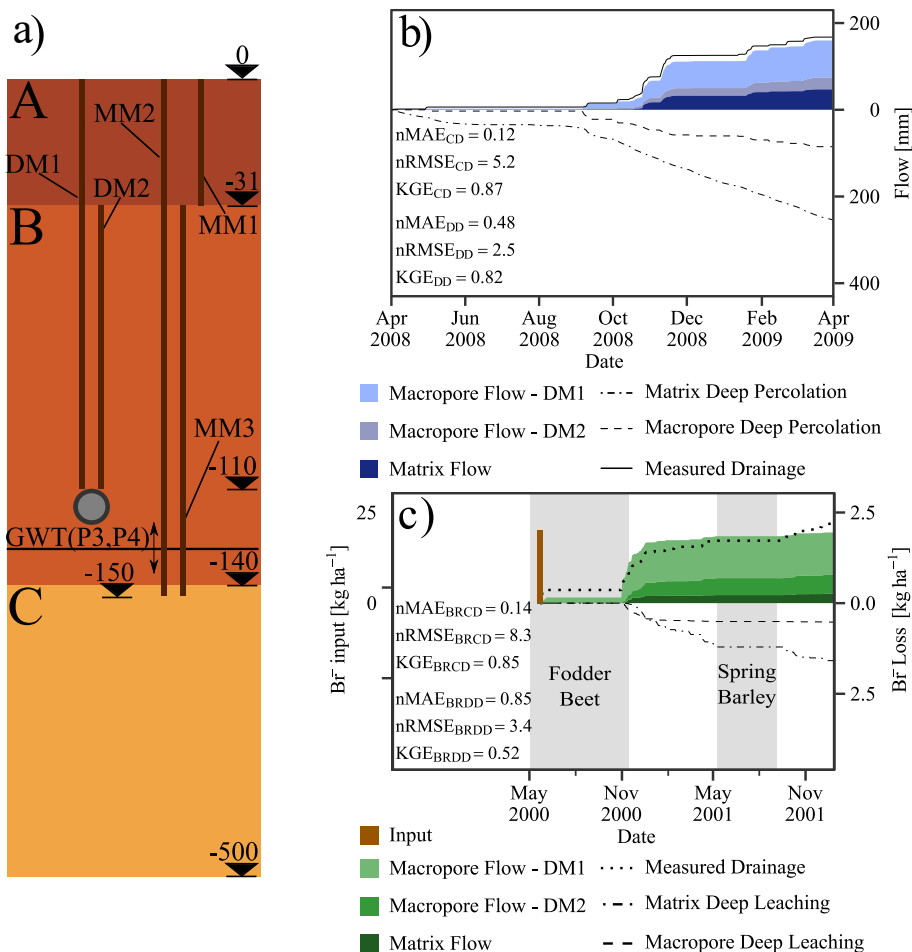 a)
0
A
MM2
DM1
DM2
-31
MM1
B
MM3
-110
GWT(P3,P4)
-140
-150
C
-500
b)
200
0
200
400
Flow [mm]
nMAE_CD = 0.12
nRMSE_CD = 5.2
KGE_CD = 0.87
nMAE_DD = 0.48
nRMSE_DD = 2.5
KGE_DD = 0.82
Apr Jun Aug Oct Dec Feb Apr
2008 2008 2008 2008 2008 2009 2009
Date
Macropore Flow - DM1
Macropore Flow - DM2
Matrix Flow
Matrix Deep Percolation
Macropore Deep Percolation
Measured Drainage
c)
25
0
Br⁻ input [kg ha⁻¹]
2.5
0.0
2.5
Br⁻ Loss [kg ha⁻¹]
nMAE_BRCD = 0.14
nRMSE_BRCD = 8.3
KGE_BRCD = 0.85
nMAE_BRDD = 0.85
nRMSE_BRDD = 3.4
KGE_BRDD = 0.52
Fodder
Beet
Spring
Barley
May Nov May Nov
2000 2000 2001 2001
Date
Input
Macropore Flow - DM1
Macropore Flow - DM2
Matrix Flow
Measured Drainage
Matrix Deep Leaching
Macropore Deep Leaching